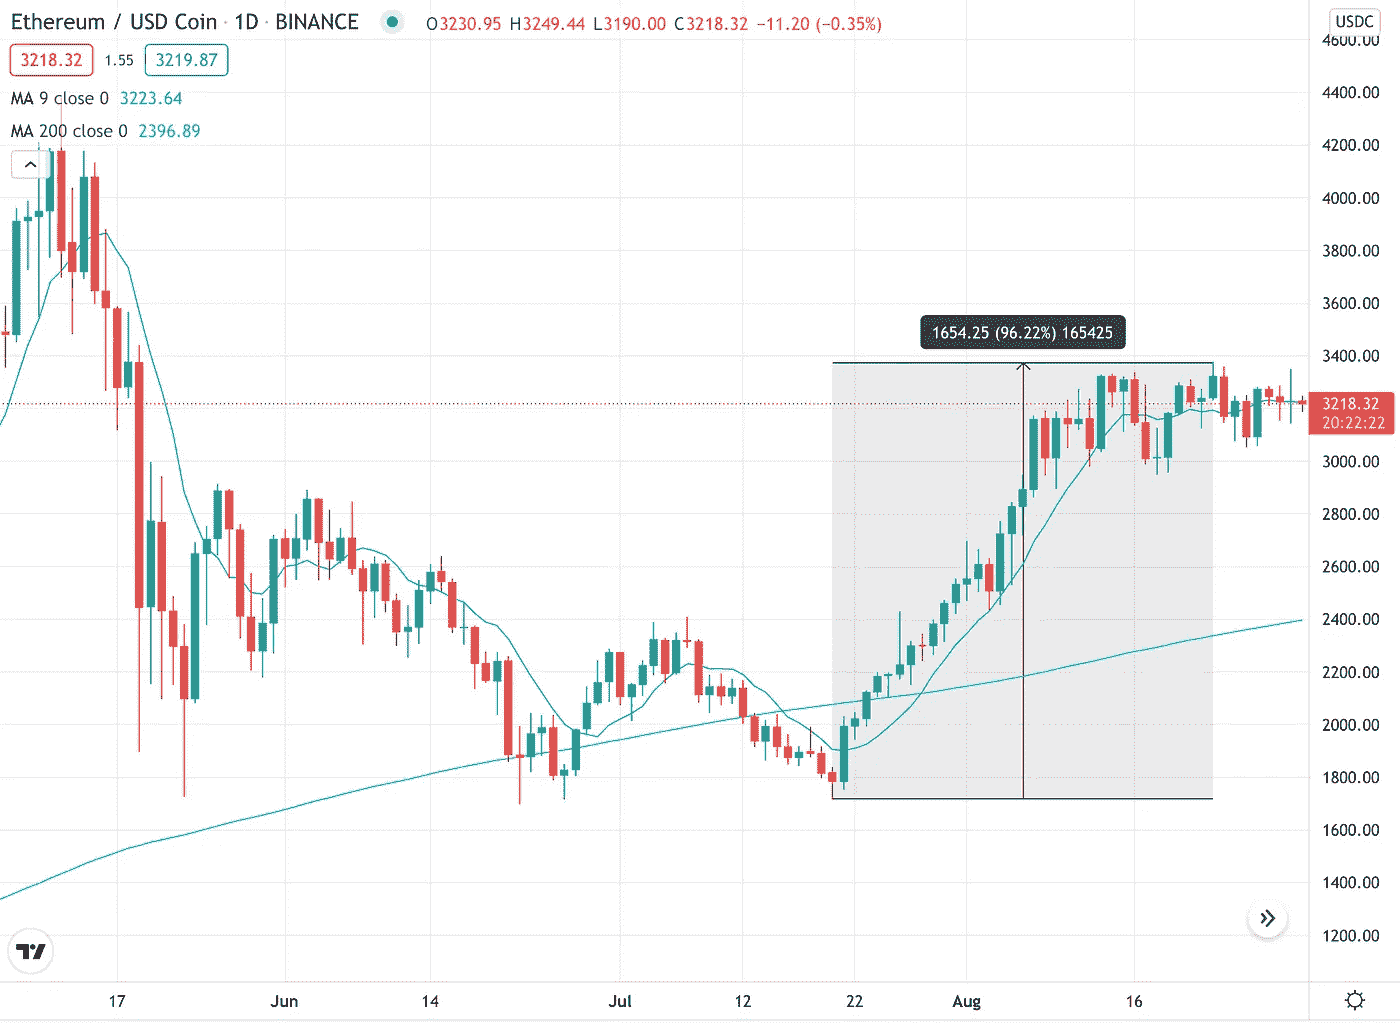 Ethereum / USD Coin · 1D · BINANCE O3230.95 H3249.44 L3190.00 C3218.32 −11.20 (−0.35%)
USDC
3218.32 1.55 3219.87
MA 9 close 0 3223.64
MA 200 close 0 2396.89
4600.00
4400.00
4200.00
4000.00
3800.00
3600.00
1654.25 (96.22%) 165425
3400.00
3218.32
20:22:22
3000.00
2800.00
2600.00
2400.00
2200.00
2000.00
1800.00
1600.00
1400.00
1200.00
17 Jun 14 Jul 12 22 Aug 16